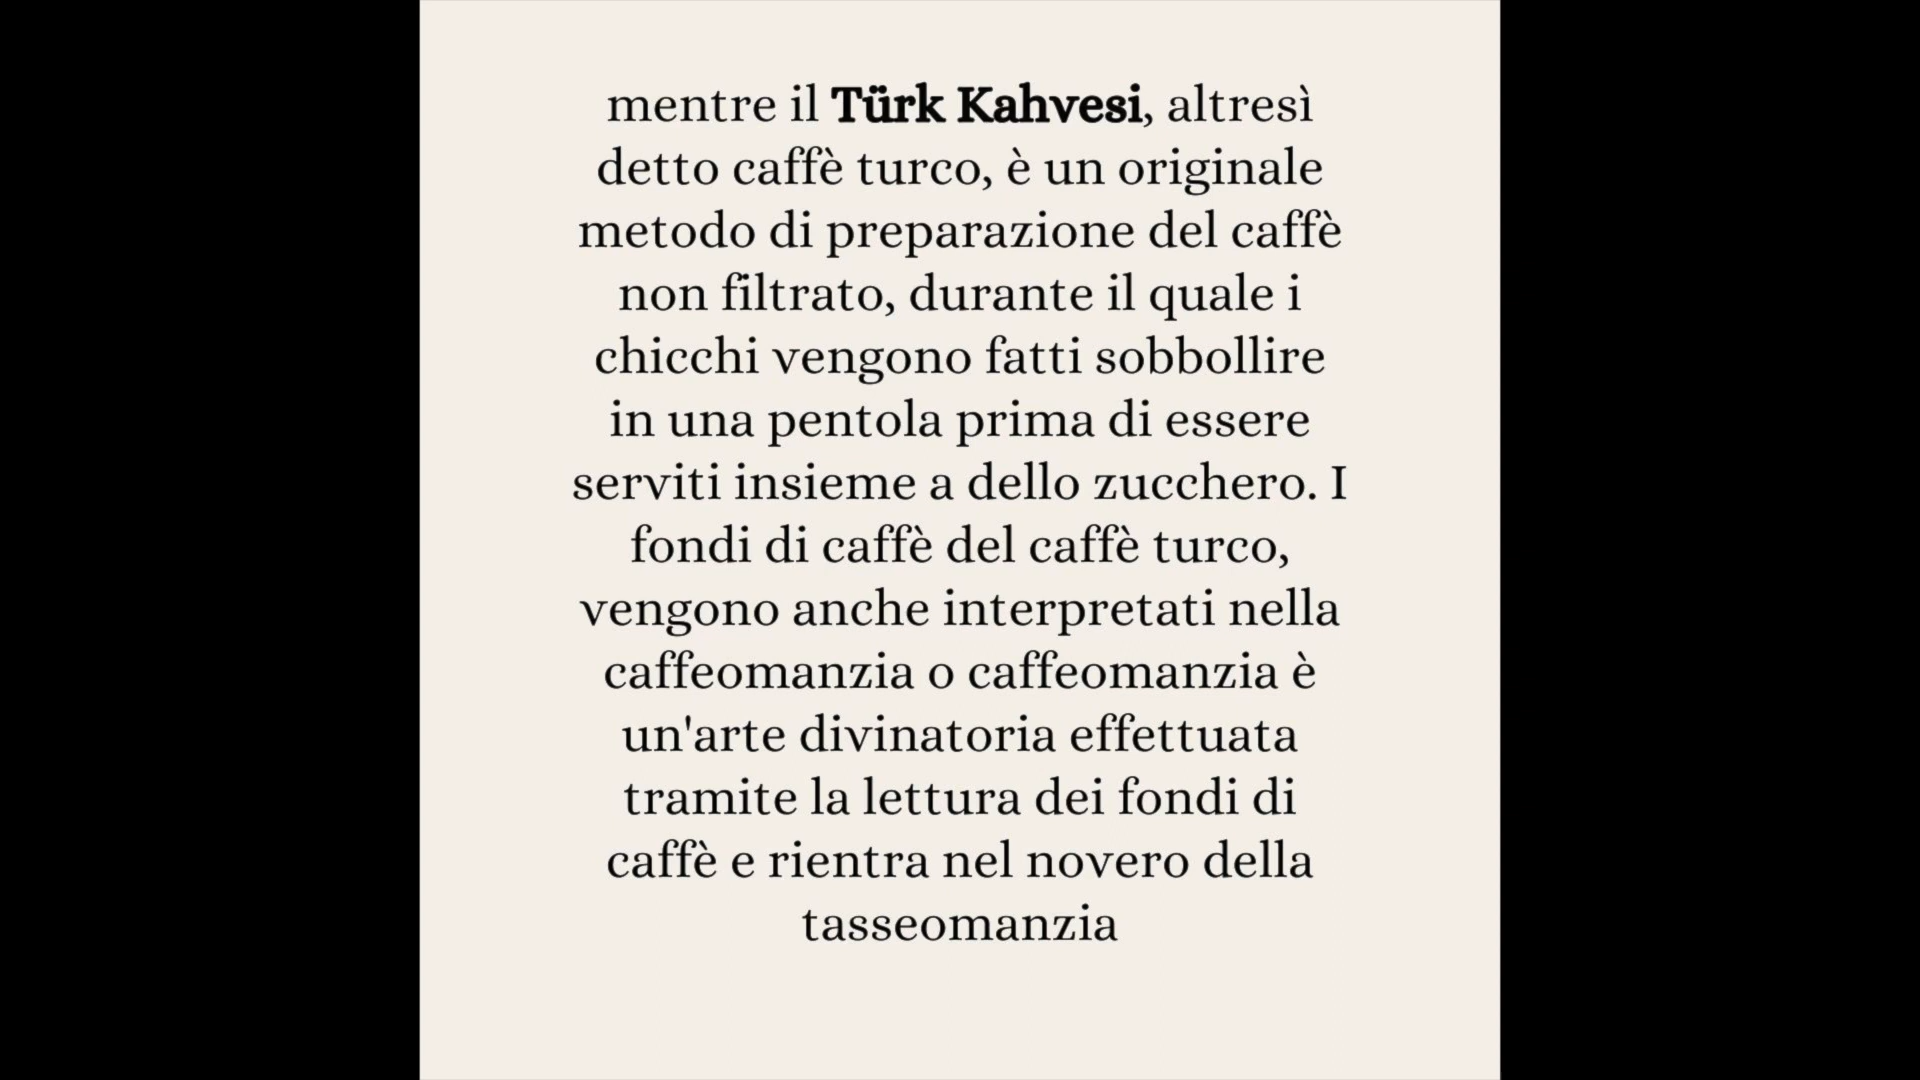 mentre il Türk Kahvesi, altresì
detto caffè turco, è un originale
metodo di preparazione del caffè
non filtrato, durante il quale i
chicchi vengono fatti sobbollire
in una pentola prima di essere
serviti insieme a dello zucchero. I
fondi di caffè del caffè turco,
vengono anche interpretati nella
caffeomanzia o caffeomanzia è
un'arte divinatoria effettuata
tramite la lettura dei fondi di
caffè e rientra nel novero della
tasseomanzia